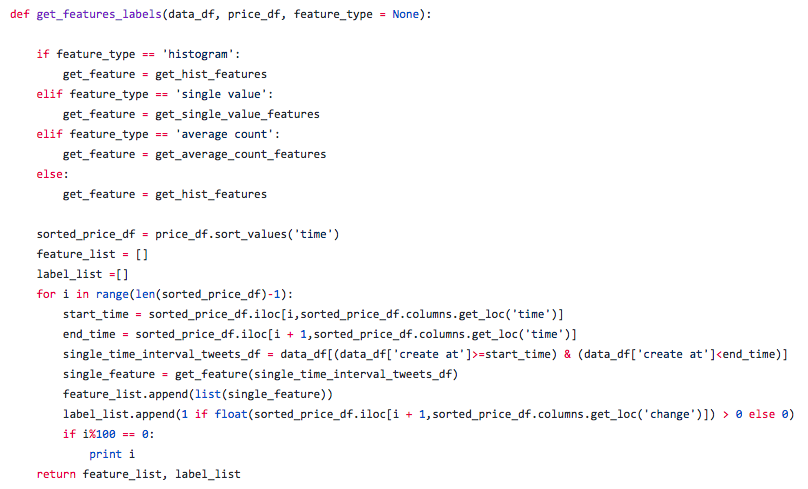 def get_features_labels(data_df, price_df, feature_type = None):

    if feature_type == 'histogram':
        get_feature = get_hist_features
    elif feature_type == 'single value':
        get_feature = get_single_value_features
    elif feature_type == 'average count':
        get_feature = get_average_count_features
    else:
        get_feature = get_hist_features

    sorted_price_df = price_df.sort_values('time')
    feature_list = []
    label_list =[]
    for i in range(len(sorted_price_df)-1):
        start_time = sorted_price_df.iloc[i,sorted_price_df.columns.get_loc('time')]
        end_time = sorted_price_df.iloc[i + 1,sorted_price_df.columns.get_loc('time')]
        single_time_interval_tweets_df = data_df[(data_df['create at']>=start_time) & (data_df['create at']<end_time)]
        single_feature = get_feature(single_time_interval_tweets_df)
        feature_list.append(list(single_feature))
        label_list.append(1 if float(sorted_price_df.iloc[i + 1,sorted_price_df.columns.get_loc('change')]) > 0 else 0)
        if i%100 == 0:
            print i
    return feature_list, label_list